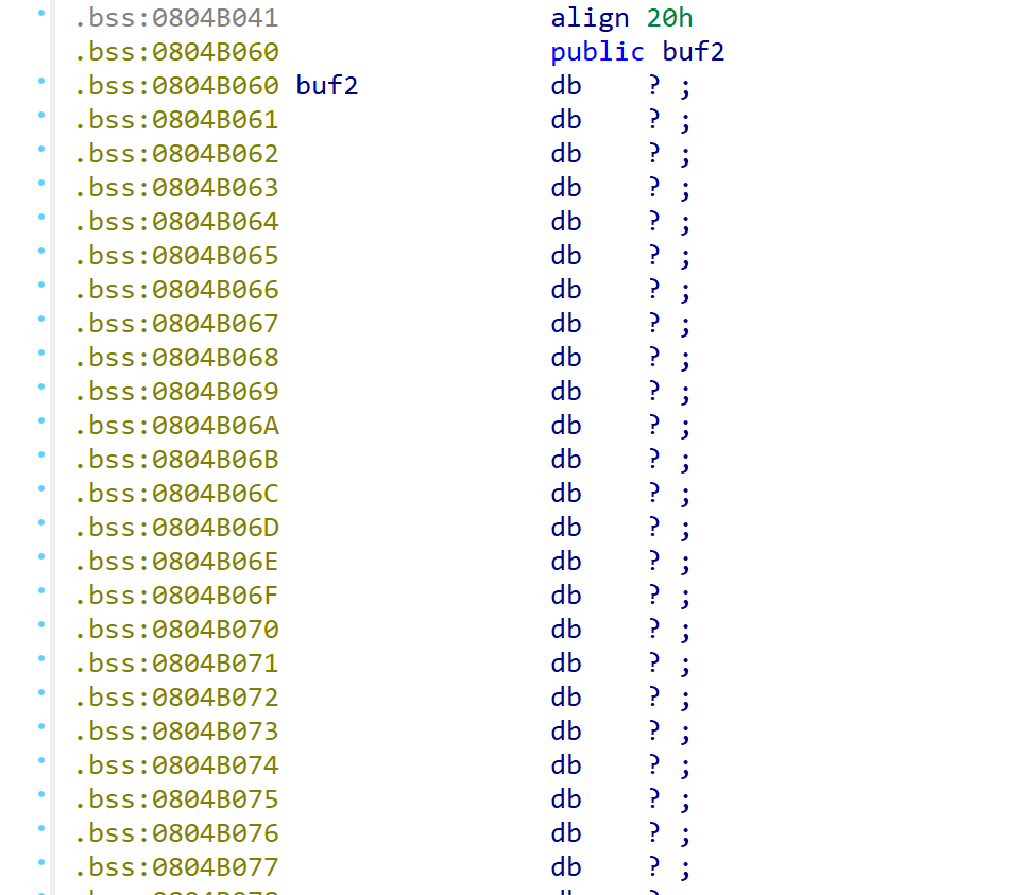 .bss:0804B041 align 20h
.bss:0804B060 public buf2
.bss:0804B060 buf2 db ? ;
.bss:0804B061 db ? ;
.bss:0804B062 db ? ;
.bss:0804B063 db ? ;
.bss:0804B064 db ? ;
.bss:0804B065 db ? ;
.bss:0804B066 db ? ;
.bss:0804B067 db ? ;
.bss:0804B068 db ? ;
.bss:0804B069 db ? ;
.bss:0804B06A db ? ;
.bss:0804B06B db ? ;
.bss:0804B06C db ? ;
.bss:0804B06D db ? ;
.bss:0804B06E db ? ;
.bss:0804B06F db ? ;
.bss:0804B070 db ? ;
.bss:0804B071 db ? ;
.bss:0804B072 db ? ;
.bss:0804B073 db ? ;
.bss:0804B074 db ? ;
.bss:0804B075 db ? ;
.bss:0804B076 db ? ;
.bss:0804B077 db ? ;